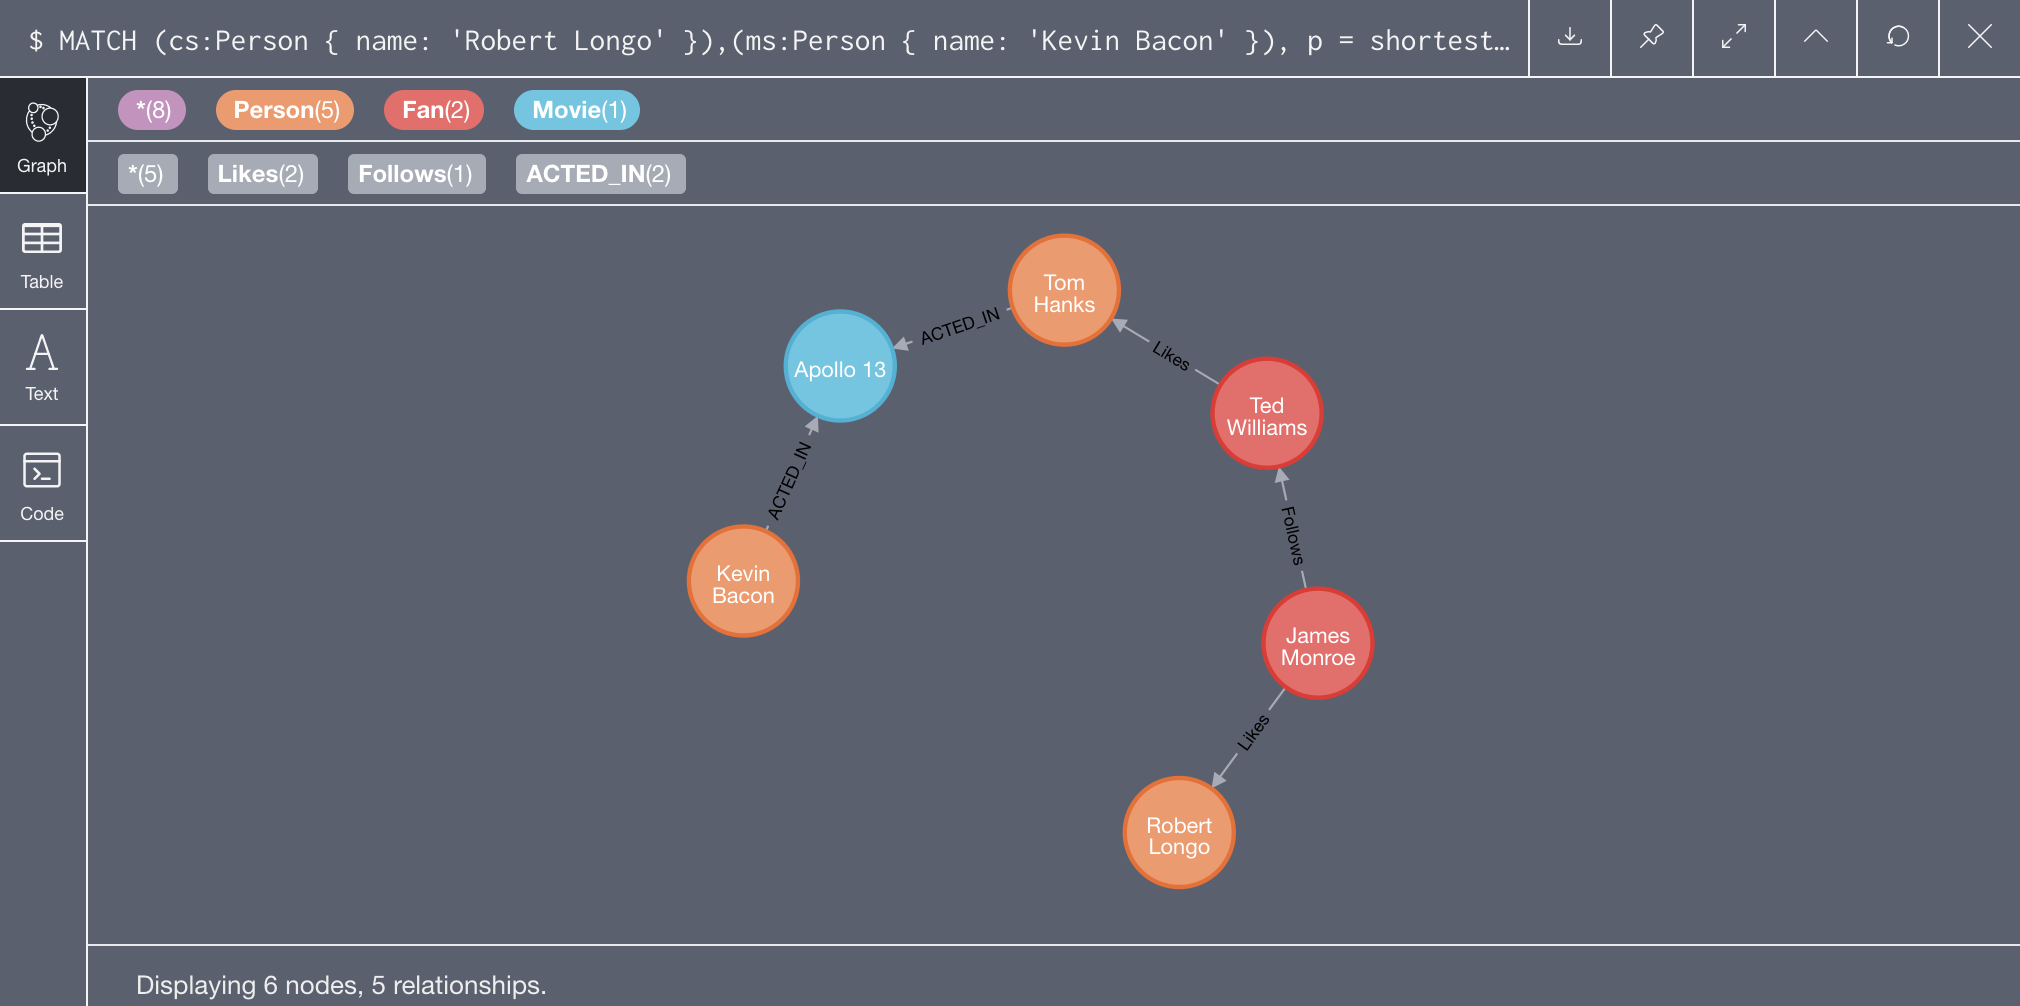 $ MATCH (cs:Person { name: 'Robert Longo' }),(ms:Person { name: 'Kevin Bacon' }), p = shortest…
*(8) Person(5) Fan(2) Movie(1)
*(5) Likes(2) Follows(1) ACTED_IN(2)
Graph
Table
Text
Code
Tom
Hanks
ACTED_IN
Apollo 13
Likes
Ted
Williams
ACTED_IN
Follows
Kevin
Bacon
James
Monroe
Likes
Robert
Longo
Displaying 6 nodes, 5 relationships.